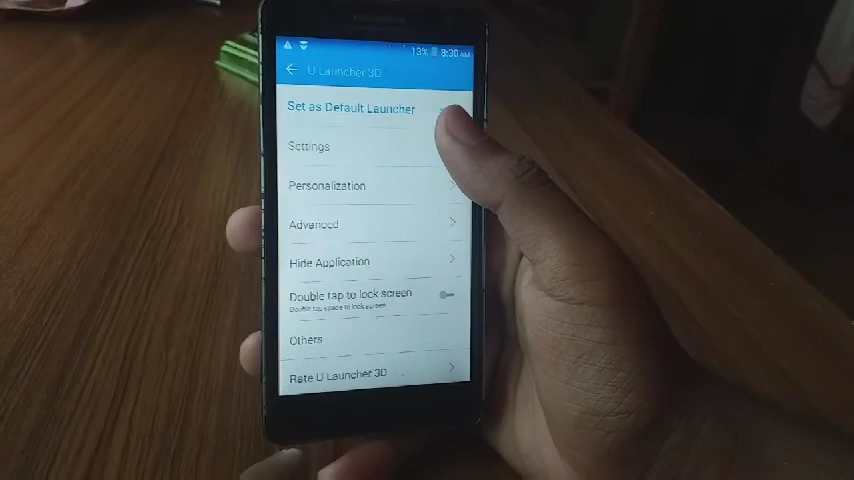 13% 8:30 AM
U Launcher 3D
Set as Default Launcher
Settings
Personalization
Advanced
Hide Application
Double tap to lock screen
Double tap space to lock screen
Others
Rate U Launcher 3D